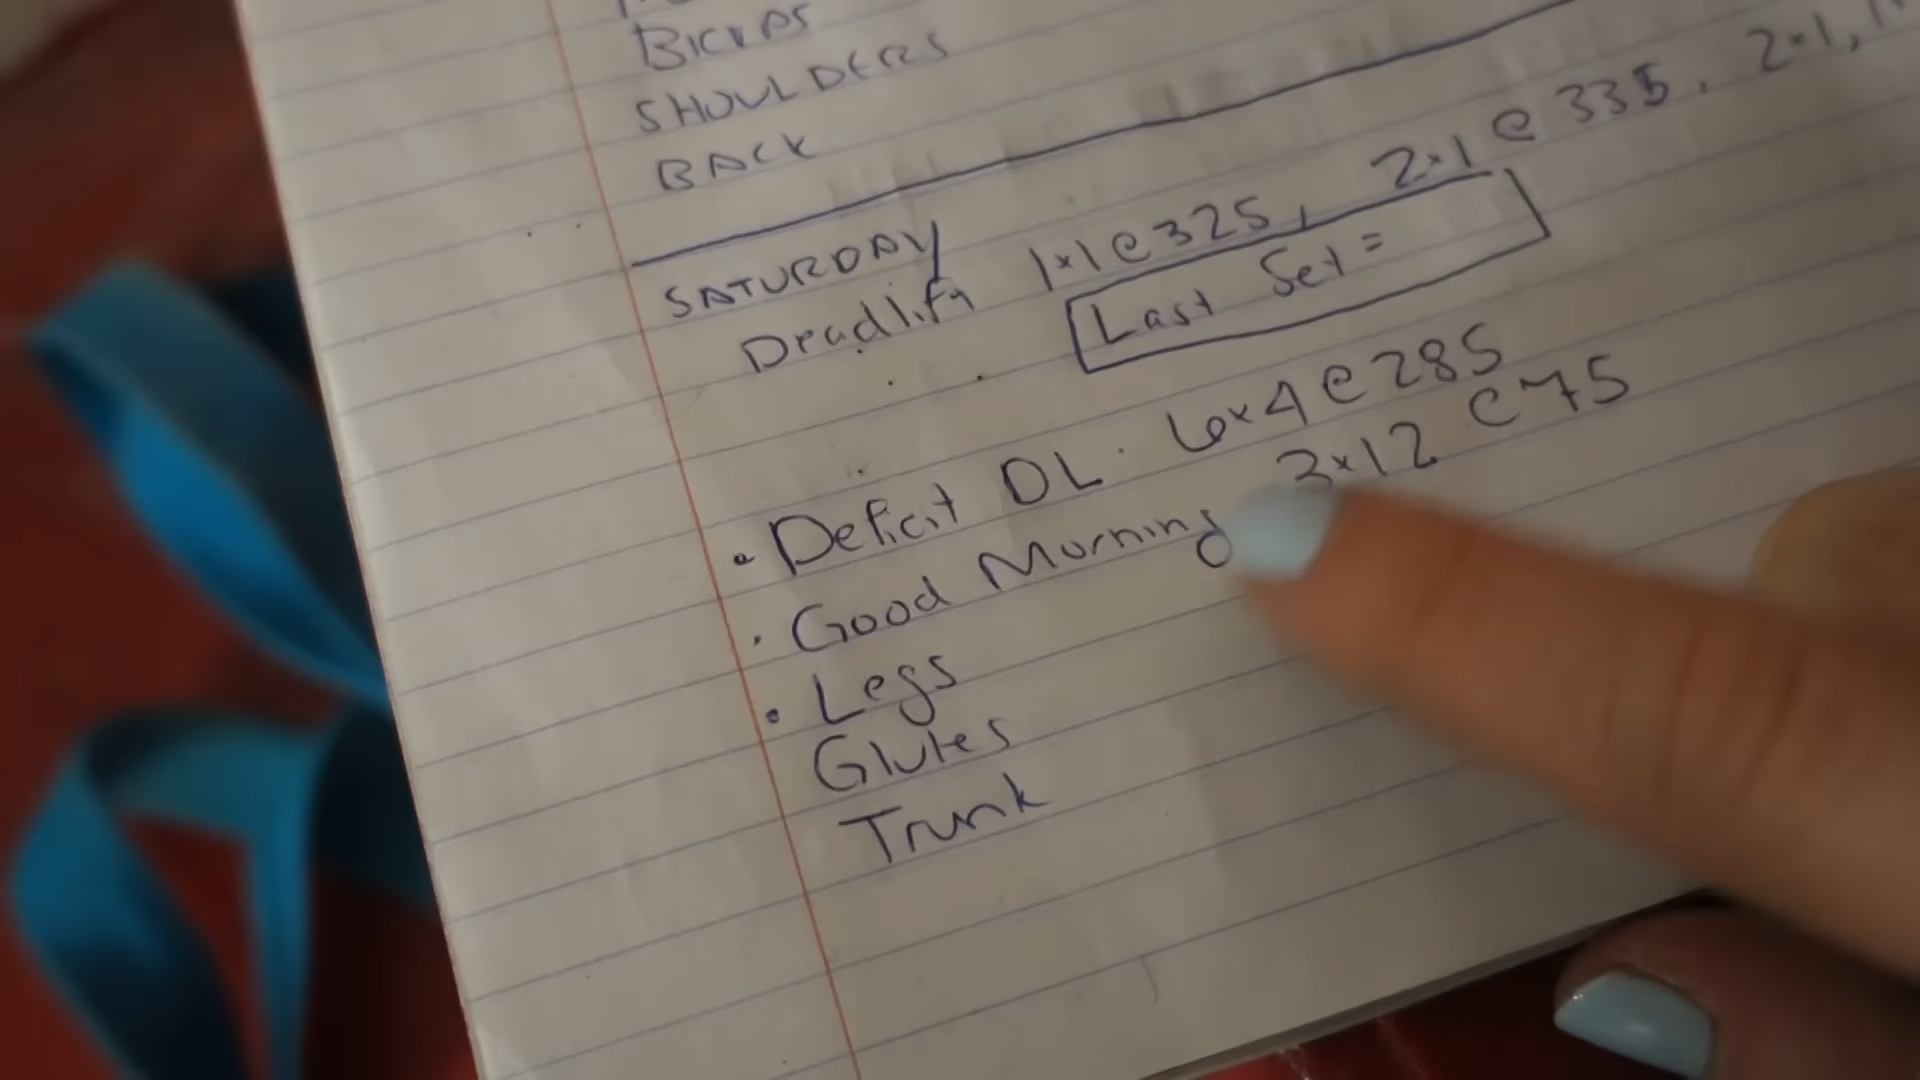 BICEPS
SHOULDERS
BACK
SATURDAY
Deadlift 1x1@325, 2x1@335, 2x1,
Last Set =
• Deficit DL. 6x4@285
• Good Morning 3x12 @75
• Legs
Glutes
Trunk